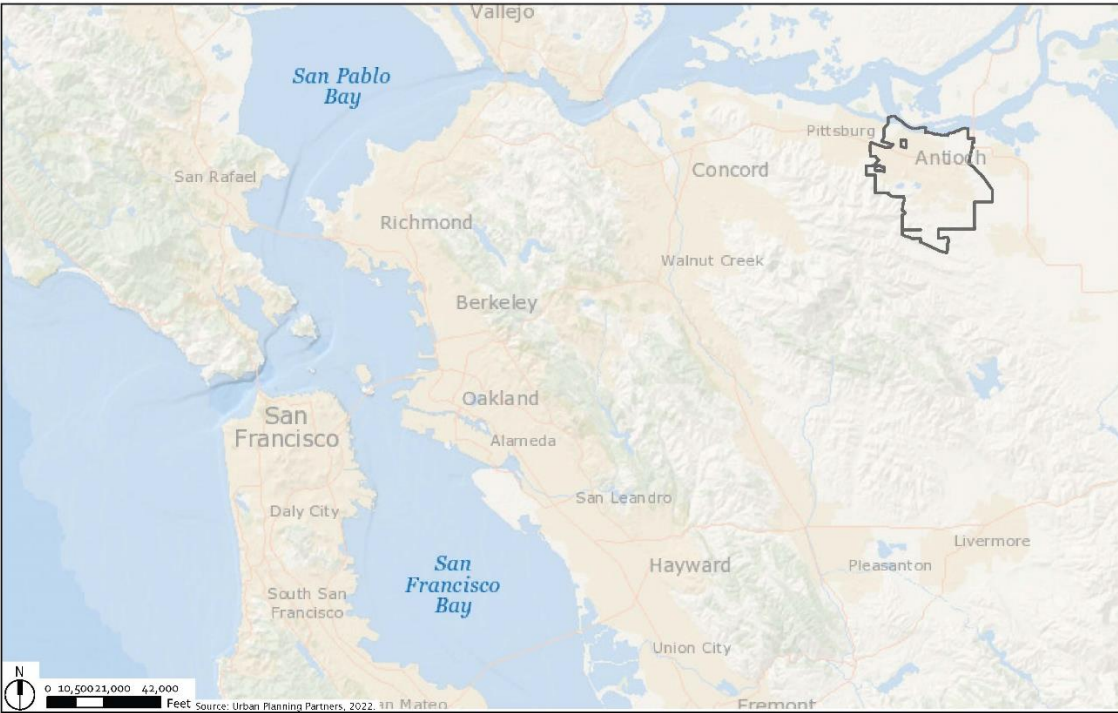 Vallejo
San Pablo
Bay
Pittsburg
Antioch
Concord
San Rafael
Richmond
Walnut Creek
Berkeley
Oakland
San
Francisco
Alameda
San Leandro
Daly City
Livermore
San
Francisco
Bay
Hayward
Pleasanton
South San
Francisco
Union City
N
0 10,500 21,000 42,000
Feet
Source: Urban Planning Partners, 2022.
an Mateo
Fremont